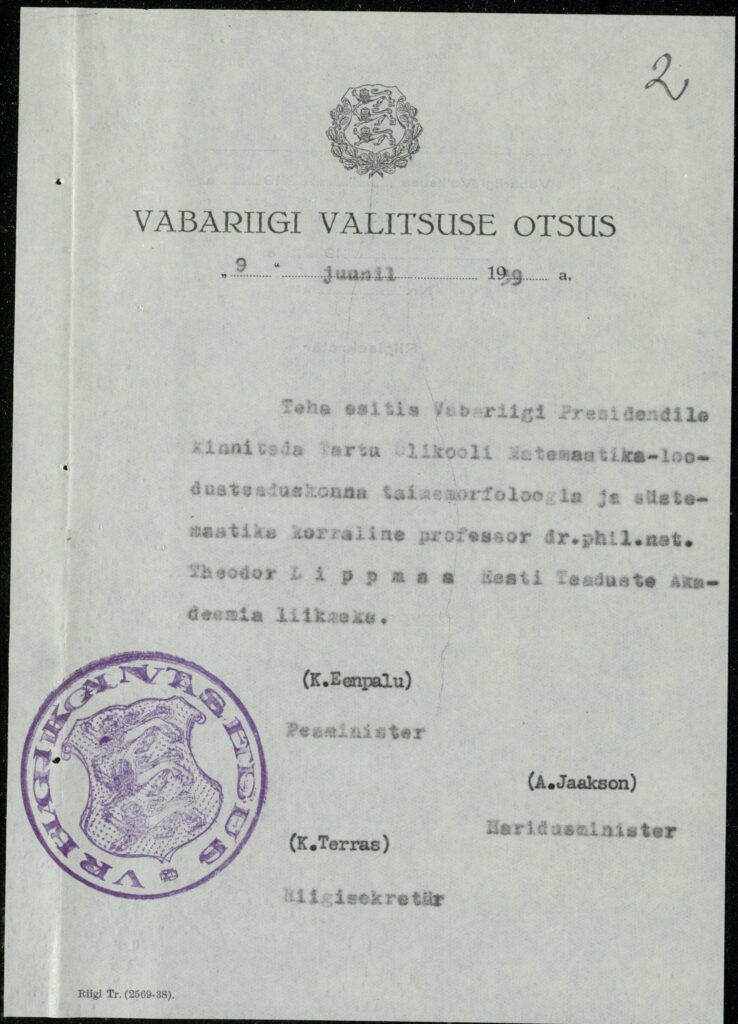 2
VABARIIGI VALITSUSE OTSUS
„9“ juunil 1939 a.
Teha esitis Vabariigi Presidendile
kinnitada Tartu Ülikooli Matemaatika-loo-
dusteaduskonna taimemorfoloogia ja süste-
maatika korraline professor dr.phil.nat.
Theodor L i p p m a a Eesti Teaduste Aka-
deemia liikmeks.
(K.Eenpalu)
Peaminister
(A.Jaakson)
Haridusminister
(K.Terras)
Riigisekretär
RIIGIKANTSELEI
Riigi Tr. (2569-38).